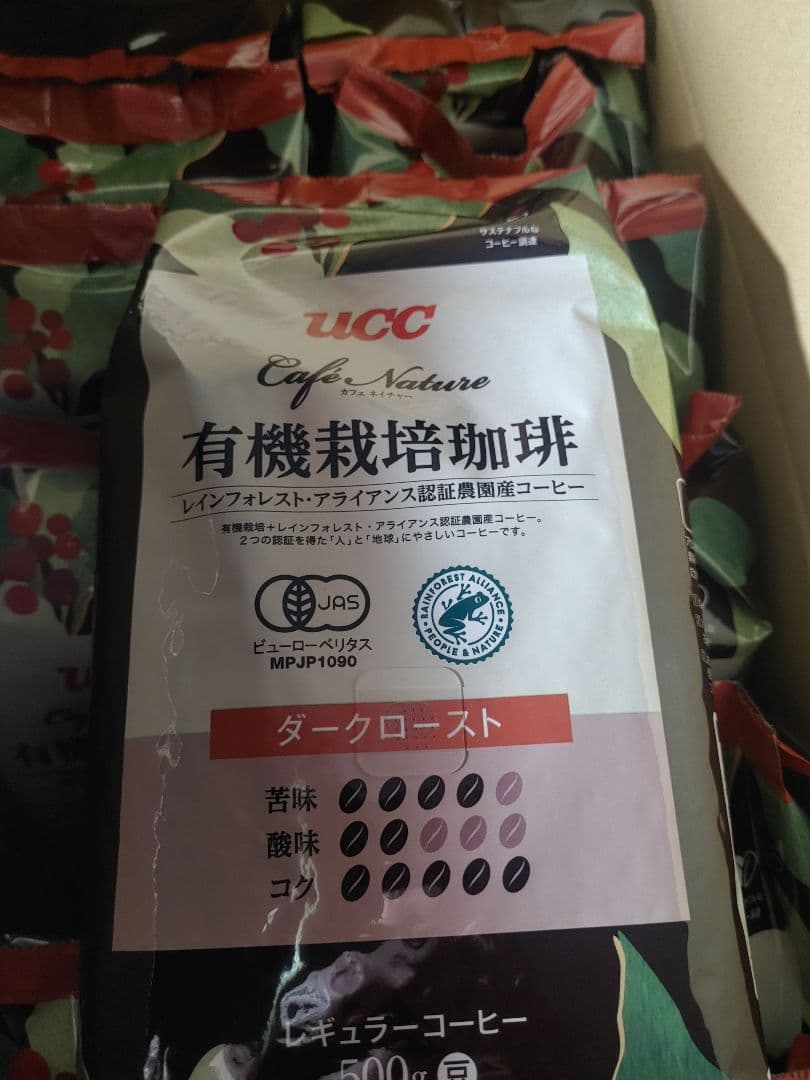 サステナブルな
コーヒー調達
UCC
Café Nature
カフェ ネイチャー
有機栽培珈琲
レインフォレスト・アライアンス認証農園産コーヒー
有機栽培+レインフォレスト・アライアンス認証農園産コーヒー。
2つの認証を得た「人」と「地球」にやさしいコーヒーです。
JAS
ビューローベリタス
MPJP1090
RAINFOREST ALLIANCE
PEOPLE & NATURE
ダークロースト
苦味
酸味
コク
レギュラーコーヒー
500g 豆